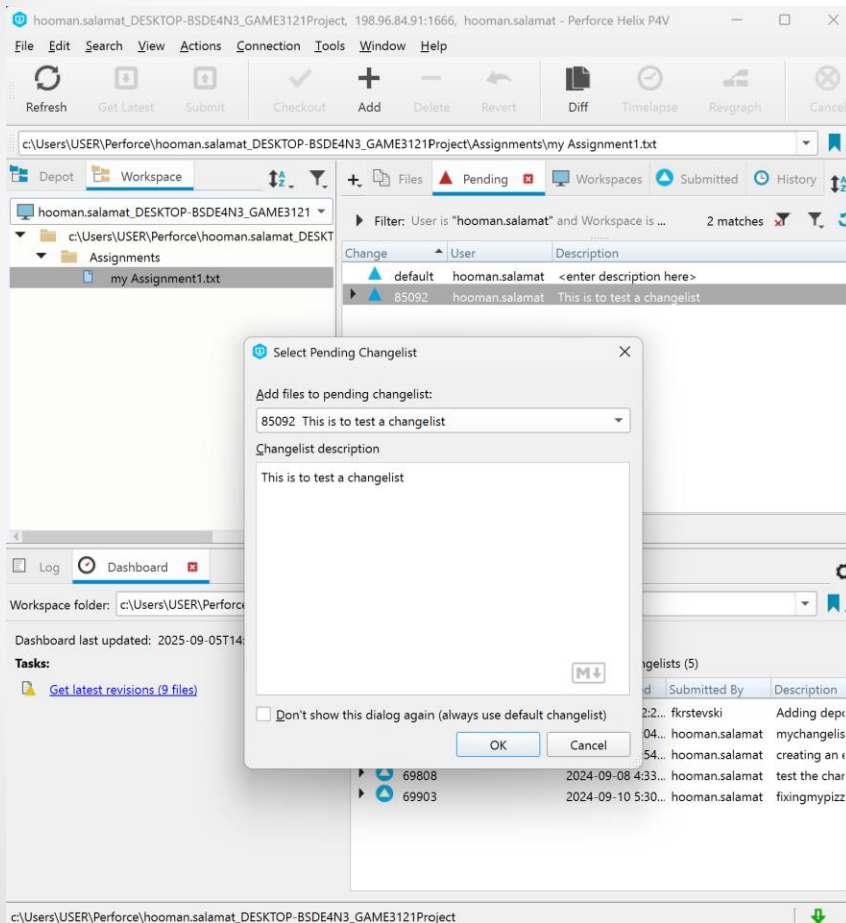 hooman.salamat_DESKTOP-BSDE4N3_GAME3121Project, 198.96.84.91:1666, hooman.salamat - Perforce Helix P4V
File Edit Search View Actions Connection Tools Window Help
Refresh Get Latest Submit Checkout Add Delete Revert Diff Timelapse Revgraph Cancel
c:\Users\USER\Perforce\hooman.salamat_DESKTOP-BSDE4N3_GAME3121Project\Assignments\my Assignment1.txt
Depot Workspace
hooman.salamat_DESKTOP-BSDE4N3_GAME3121
c:\Users\USER\Perforce\hooman.salamat_DESKT
Assignments
my Assignment1.txt
Files Pending Workspaces Submitted History
Filter: User is "hooman.salamat" and Workspace is ... 2 matches
Change User Description
default hooman.salamat <enter description here>
85092 hooman.salamat This is to test a changelist
Select Pending Changelist
Add files to pending changelist:
85092 This is to test a changelist
Changelist description
This is to test a changelist
M
Don't show this dialog again (always use default changelist)
OK Cancel
Log Dashboard
Workspace folder: c:\Users\USER\Perforce
Dashboard last updated: 2025-09-05T14:
Tasks:
Get latest revisions (9 files)
gelists (5)
d Submitted By Description
2:2... fkrstevski Adding depo
:04... hooman.salamat mychangelis
:54... hooman.salamat creating an e
69808 2024-09-08 4:33... hooman.salamat test the char
69903 2024-09-10 5:30... hooman.salamat fixingmypizz
c:\Users\USER\Perforce\hooman.salamat_DESKTOP-BSDE4N3_GAME3121Project